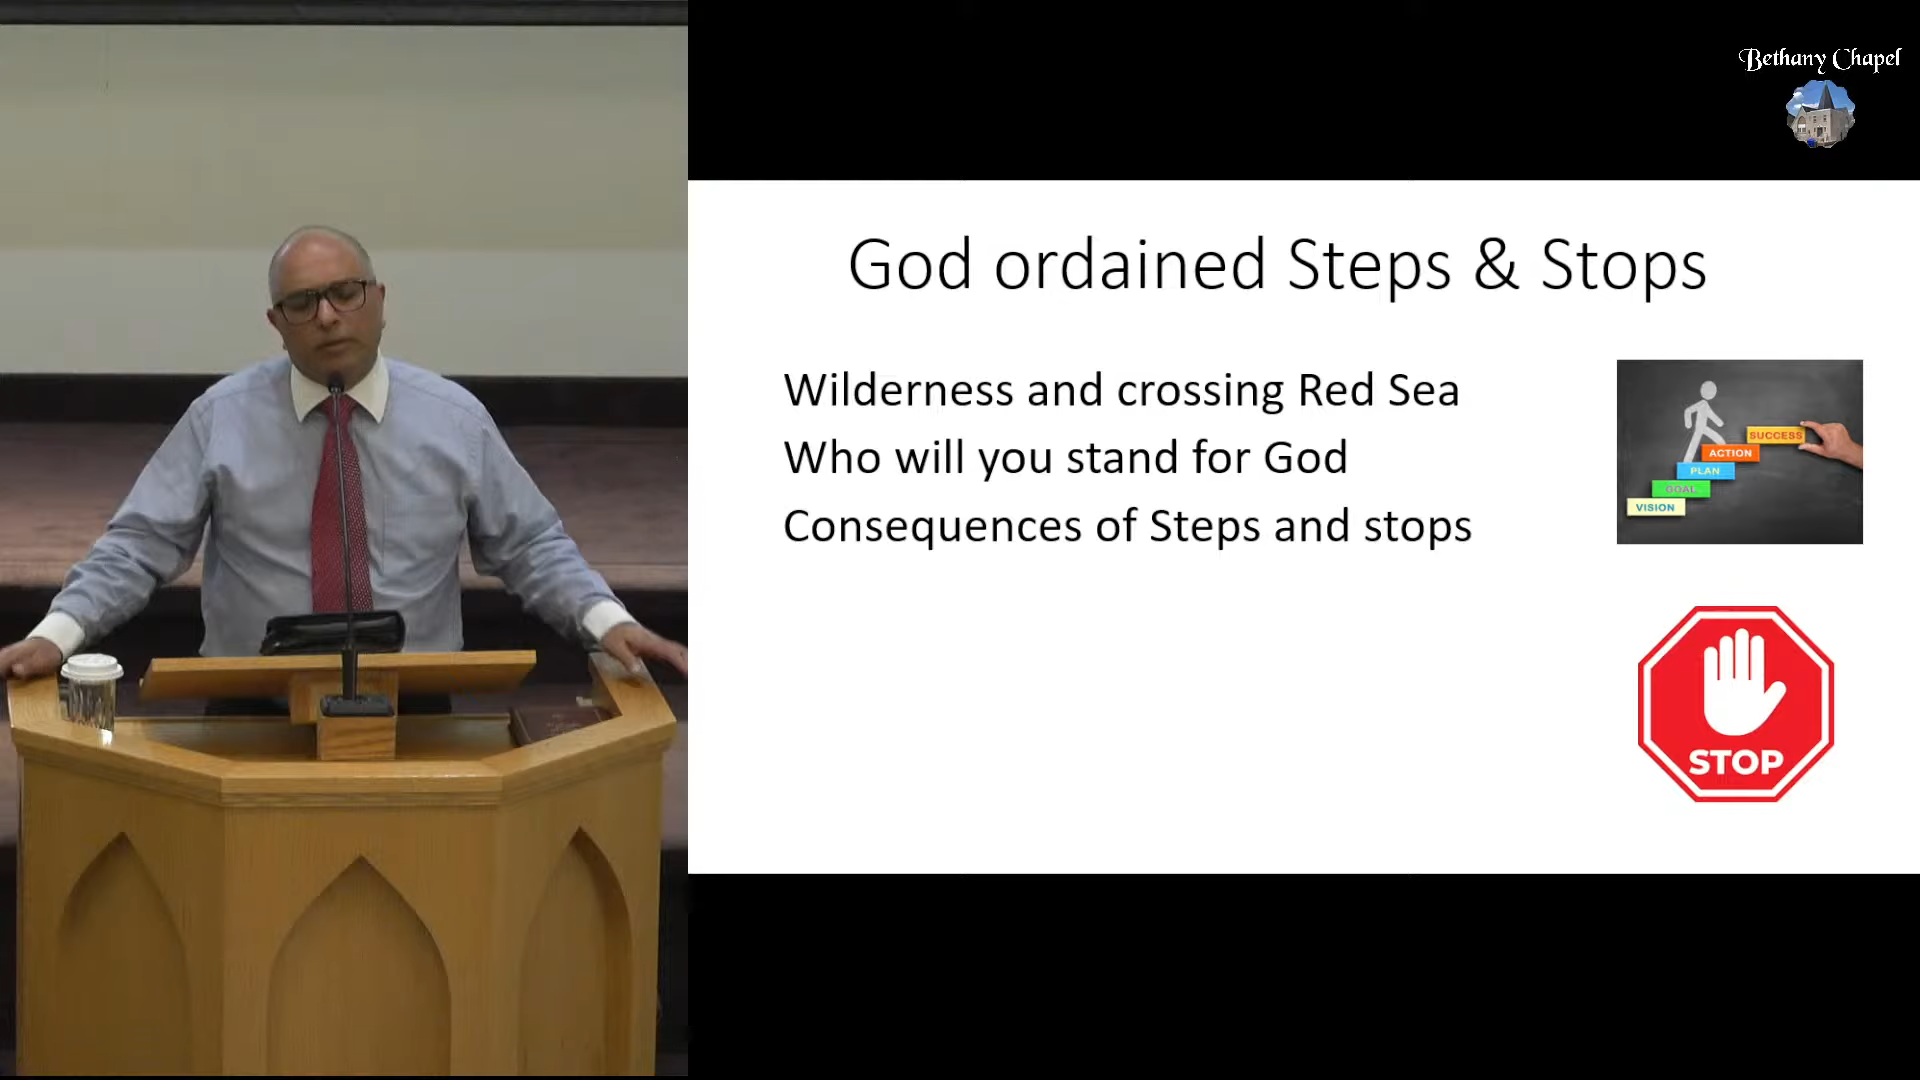 Bethany Chapel
God ordained Steps & Stops
Wilderness and crossing Red Sea
Who will you stand for God
Consequences of Steps and stops
SUCCESS
ACTION
PLAN
GOAL
VISION
STOP